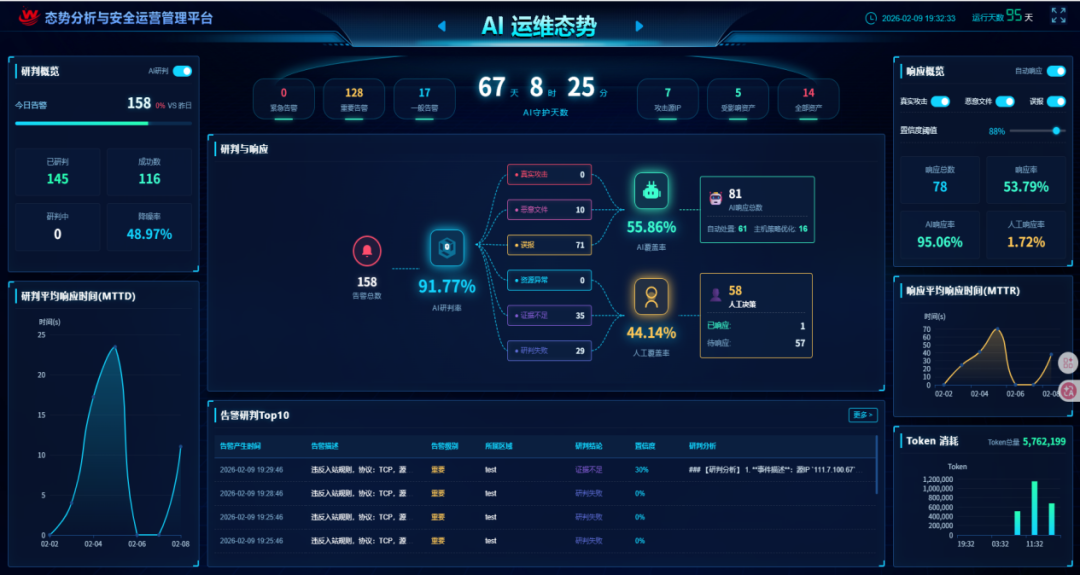 态势分析与安全运营管理平台
AI 运维态势
2026-02-09 19:32:33 运行天数 95 天
研判概览 AI研判
今日告警 158 0% VS 昨日
已研判 成功数
145 116
研判中 降噪率
0 48.97%
0 128 17
紧急告警 重要告警 一般告警
67 天 8 时 25 分
AI守护天数
7 5 14
攻击源IP 受影响资产 全部资产
响应概览 自动响应
真实攻击 恶意文件 误报
置信度阈值 88%
响应总数 响应率
78 53.79%
AI响应率 人工响应率
95.06% 1.72%
研判与响应
158
告警总数
91.77%
AI研判率
真实攻击 0
恶意文件 10
误报 71
资源异常 0
证据不足 35
研判失败 29
55.86%
AI覆盖率
81
AI响应总数
自动处置: 61 主机策略优化: 16
44.14%
人工覆盖率
58
人工决策
已响应: 1
待响应: 57
研判平均响应时间(MTTD)
时间(s)
25
20
15
10
5
0
02-02 02-04 02-06 02-08
响应平均响应时间(MTTR)
时间(s)
70
60
50
40
30
20
10
0
02-02 02-04 02-06 02-08
告警研判Top10 更多 >
告警产生时间 告警描述 告警级别 所属区域 研判结论 置信度 研判分析
2026-02-09 19:29:46 违反入站规则, 协议: TCP, 源 重要 test 证据不足 30% ### 【研判分析】 1. **事件描述**: 源IP `111.7.100.67`
2026-02-09 19:28:46 违反入站规则, 协议: TCP, 源 重要 test 研判失败 0%
2026-02-09 19:25:46 违反入站规则, 协议: TCP, 源 重要 test 研判失败 0%
2026-02-09 19:25:46 违反入站规则, 协议: TCP, 源 重要 test 研判失败 0%
Token 消耗 Token总量 5,762,199
Token
1,200,000
1,000,000
800,000
600,000
400,000
200,000
0
19:32 03:32 11:32